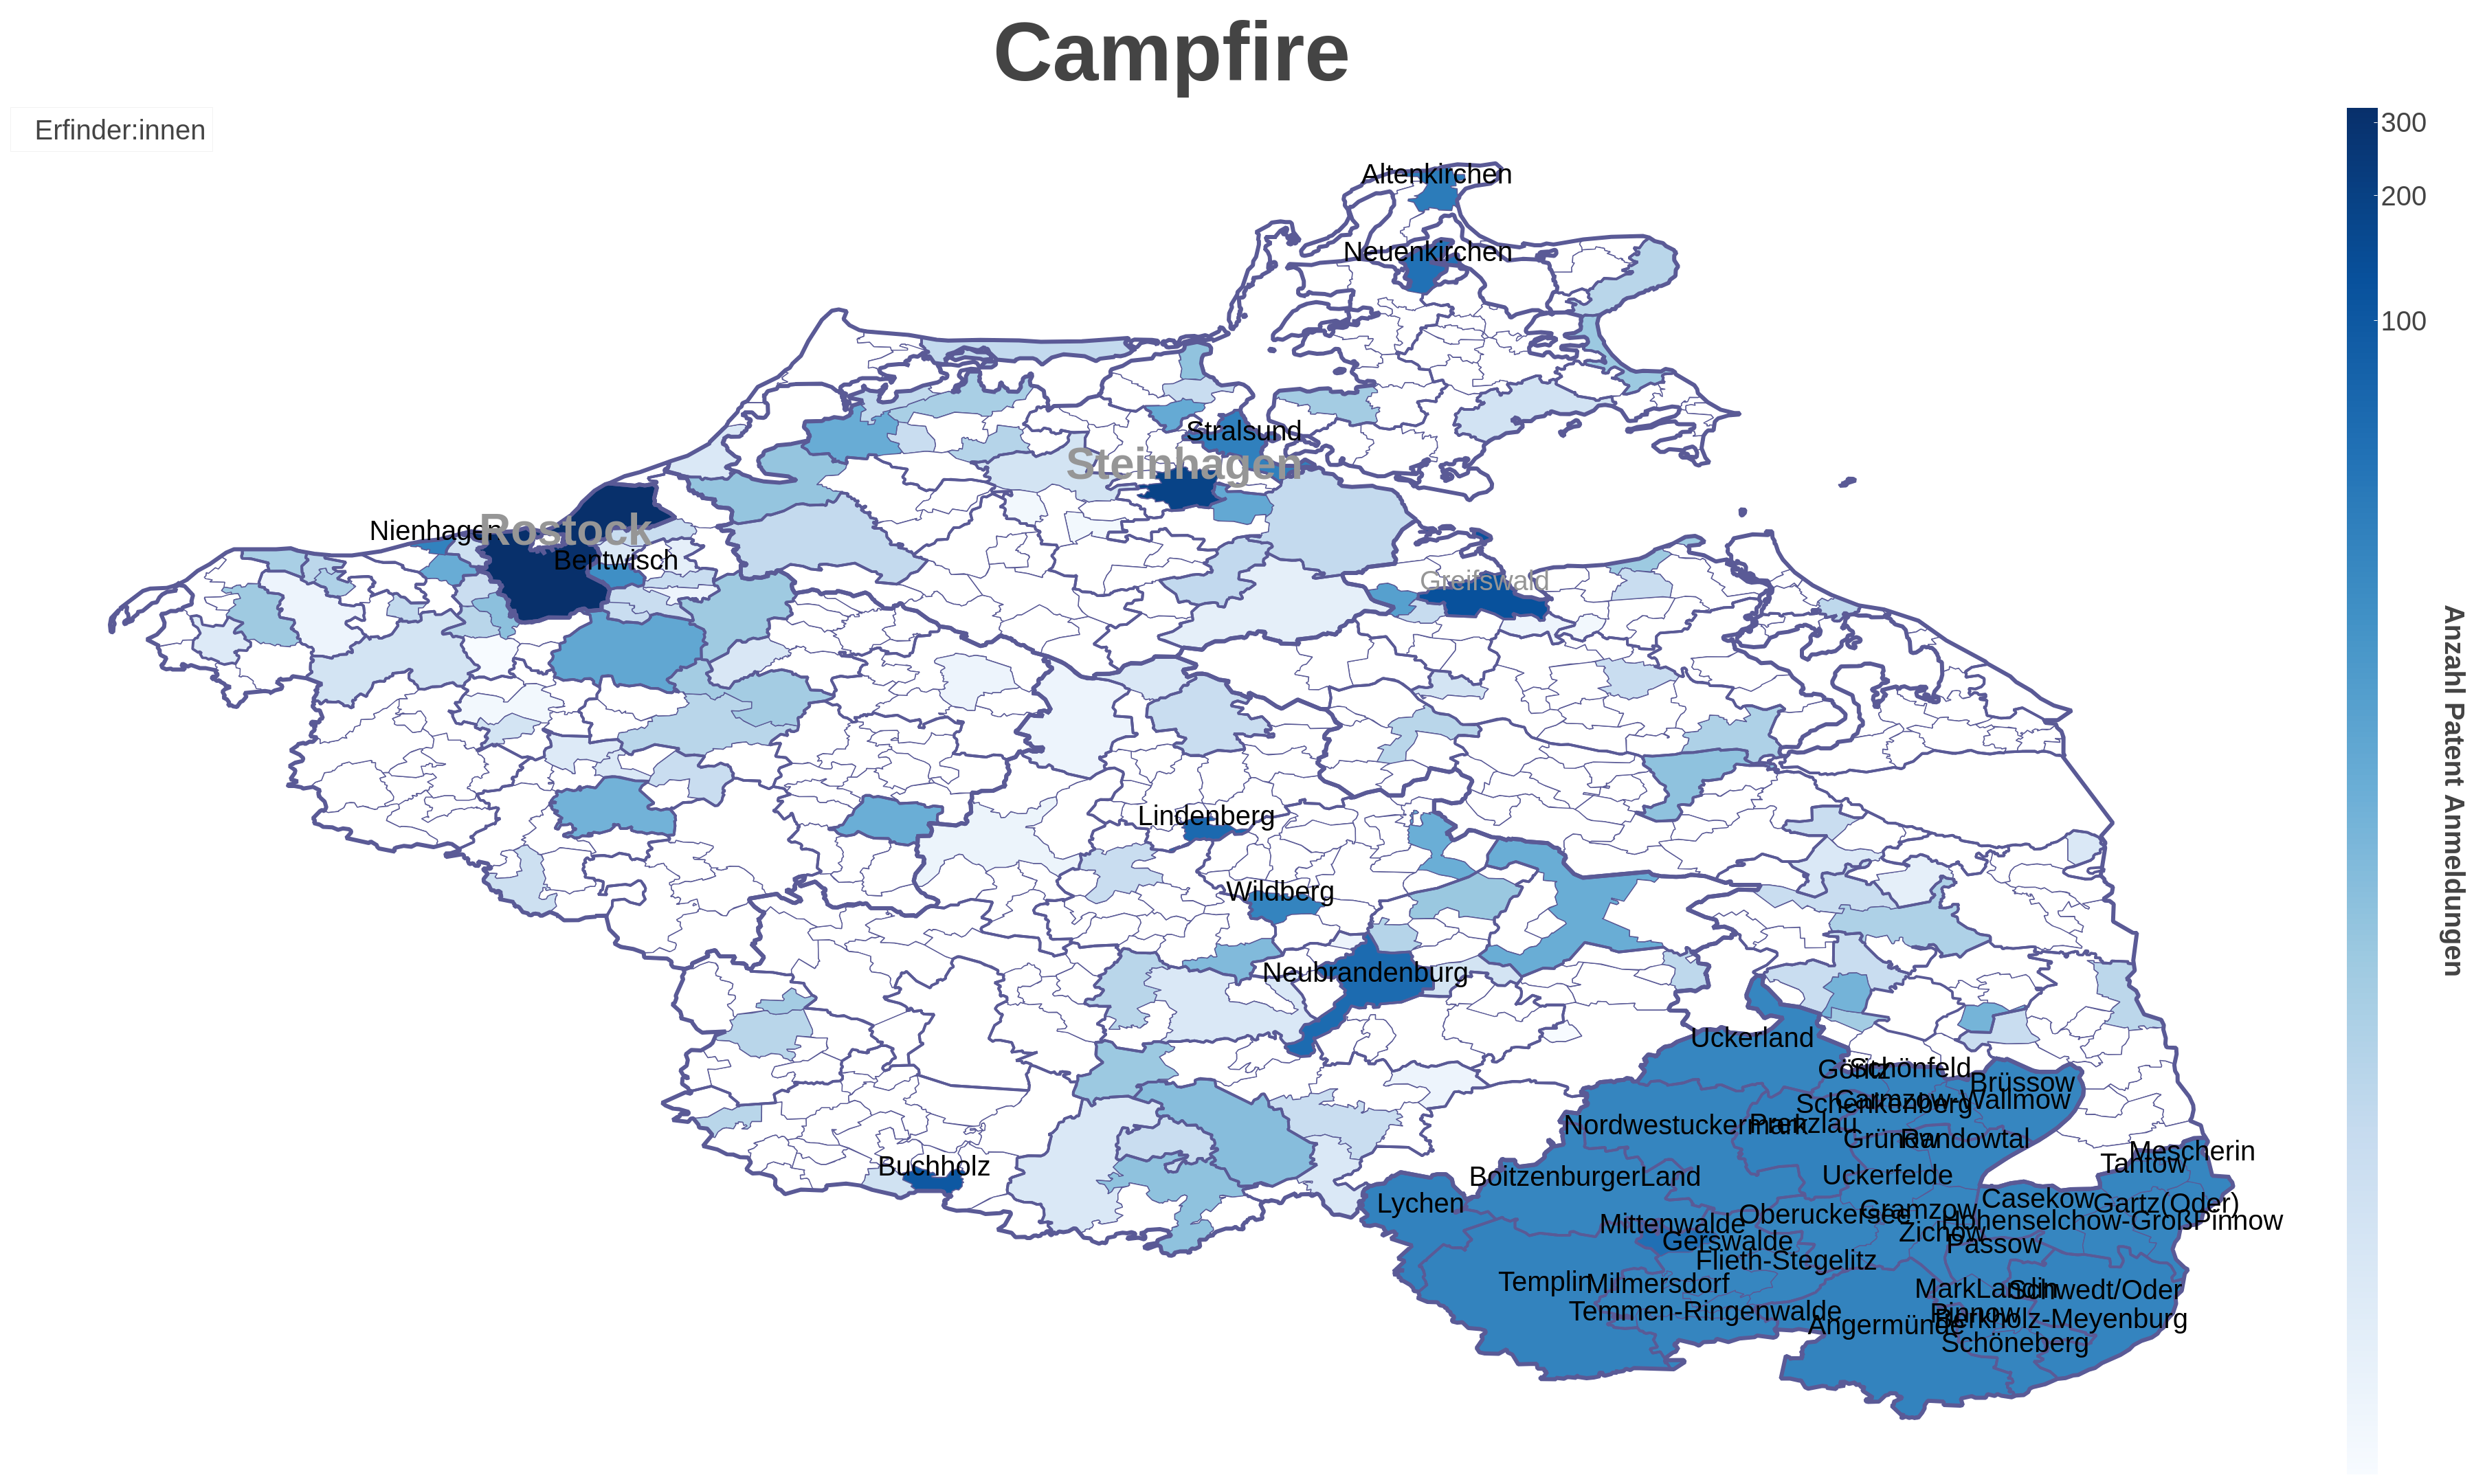 Campfire
Erfinder:innen
300
200
100
Anzahl Patent Anmeldungen
Altenkirchen
Neuenkirchen
Stralsund
Steinhagen
Nienhagen
Rostock
Bentwisch
Greifswald
Lindenberg
Wildberg
Neubrandenburg
Buchholz
Uckerland
Göritz
Schönfeld
Brüssow
Carmzow-Wallmow
Schenkenberg
Nordwestuckermark
Prenzlau
Grünow
Randowtal
Mescherin
Tantow
BoitzenburgerLand
Uckerfelde
Lychen
Casekow
Gartz(Oder)
Gramzow
Oberuckersee
Hohenselchow-GroßPinnow
Mittenwalde
Zichow
Gerswalde
Passow
Flieth-Stegelitz
Templin
Milmersdorf
MarkLandin
Schwedt/Oder
Temmen-Ringenwalde
Pinnow
Berkholz-Meyenburg
Angermünde
Schöneberg